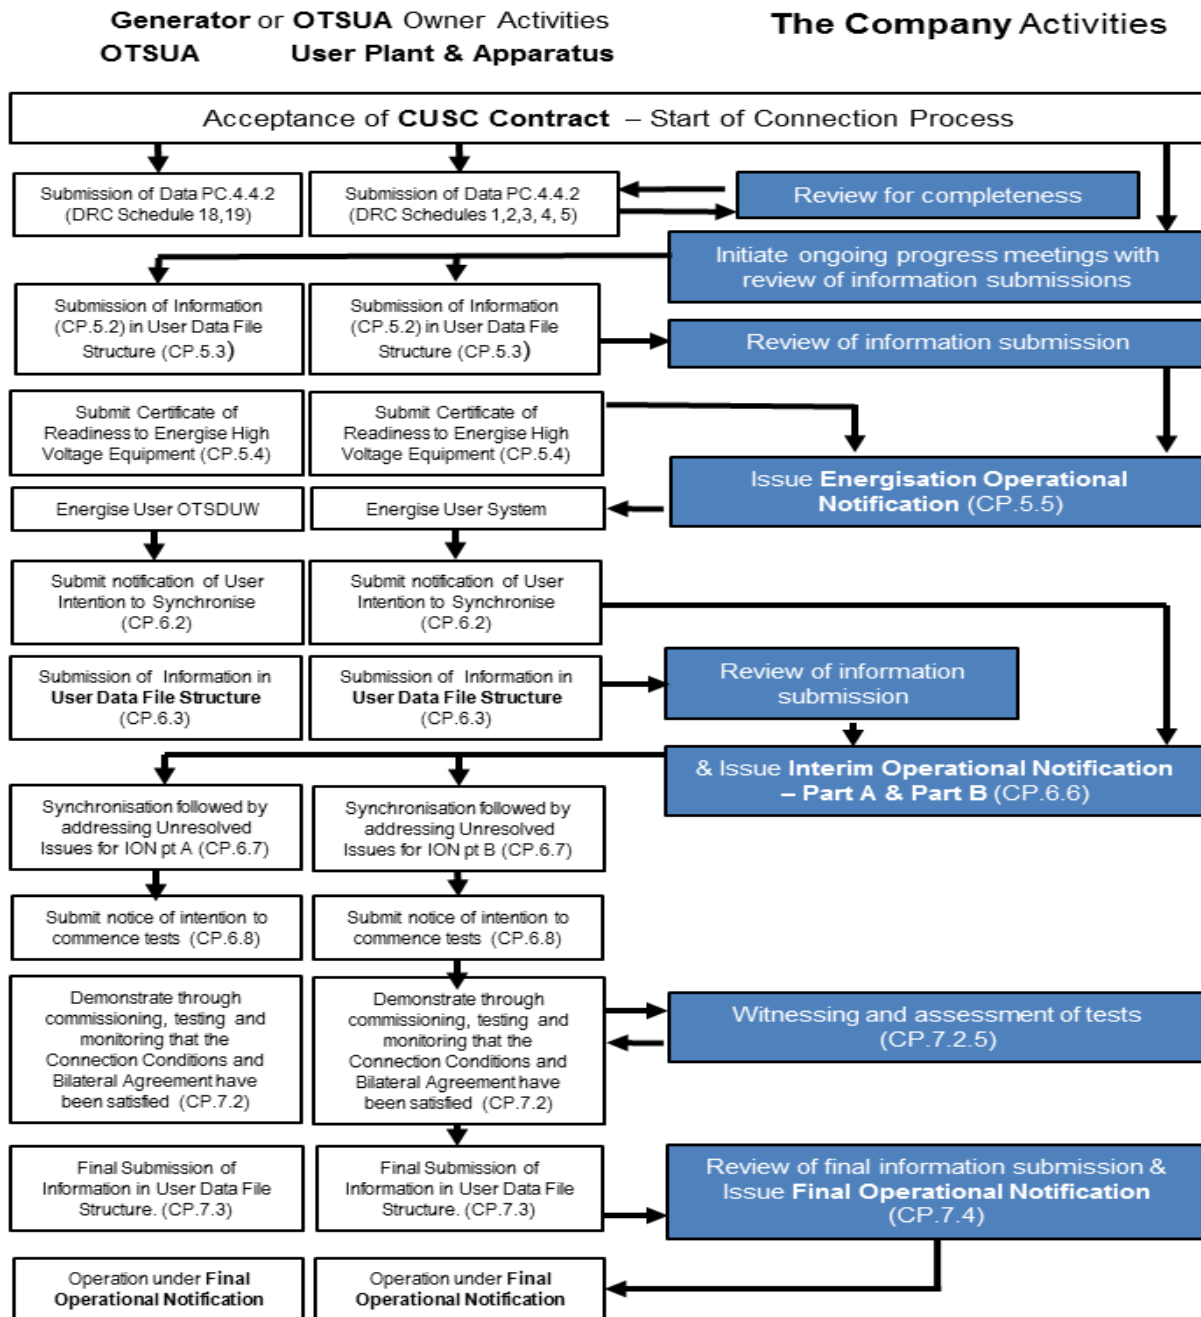 Generator or OTSUA Owner Activities
The Company Activities
OTSUA
User Plant & Apparatus
Acceptance of CUSC Contract – Start of Connection Process
Submission of Data PC.4.4.2
(DRC Schedule 18,19)
Submission of Data PC.4.4.2
(DRC Schedules 1,2,3, 4, 5)
Review for completeness
Initiate ongoing progress meetings with
review of information submissions
Submission of Information
(CP.5.2) in User Data File
Structure (CP.5.3)
Submission of Information
(CP.5.2) in User Data File
Structure (CP.5.3)
Review of information submission
Submit Certificate of
Readiness to Energise High
Voltage Equipment (CP.5.4)
Submit Certificate of
Readiness to Energise High
Voltage Equipment (CP.5.4)
Issue Energisation Operational
Notification (CP.5.5)
Energise User OTSDUW
Energise User System
Submit notification of User
Intention to Synchronise
(CP.6.2)
Submit notification of User
Intention to Synchronise
(CP.6.2)
Submission of Information in
User Data File Structure
(CP.6.3)
Submission of Information in
User Data File Structure
(CP.6.3)
Review of information
submission
& Issue Interim Operational Notification
– Part A & Part B (CP.6.6)
Synchronisation followed by
addressing Unresolved
Issues for ION pt A (CP.6.7)
Synchronisation followed by
addressing Unresolved
Issues for ION pt B (CP.6.7)
Submit notice of intention to
commence tests (CP.6.8)
Submit notice of intention to
commence tests (CP.6.8)
Demonstrate through
commissioning, testing and
monitoring that the
Connection Conditions and
Bilateral Agreement have
been satisfied (CP.7.2)
Demonstrate through
commissioning, testing and
monitoring that the
Connection Conditions and
Bilateral Agreement have
been satisfied (CP.7.2)
Witnessing and assessment of tests
(CP.7.2.5)
Final Submission of
Information in User Data File
Structure. (CP.7.3)
Final Submission of
Information in User Data File
Structure. (CP.7.3)
Review of final information submission &
Issue Final Operational Notification
(CP.7.4)
Operation under Final
Operational Notification
Operation under Final
Operational Notification